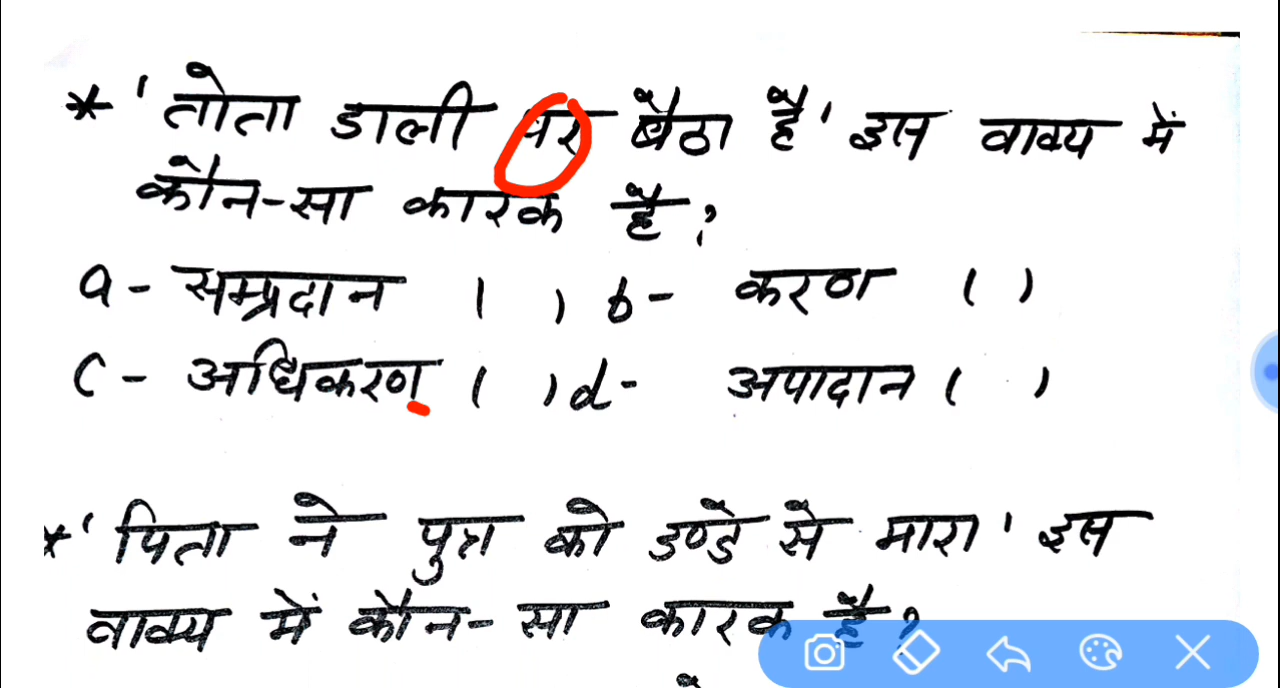 * 'तोता डाली पर बैठा है' इस वाक्य में
कौन-सा कारक है?
a- सम्प्रदान ( ) b- करण ( )
c- अधिकरण ( ) d- अपादान ( )
* 'पिता ने पुत्र को डण्डे से मारा' इस
वाक्य में कौन-सा कारक है?